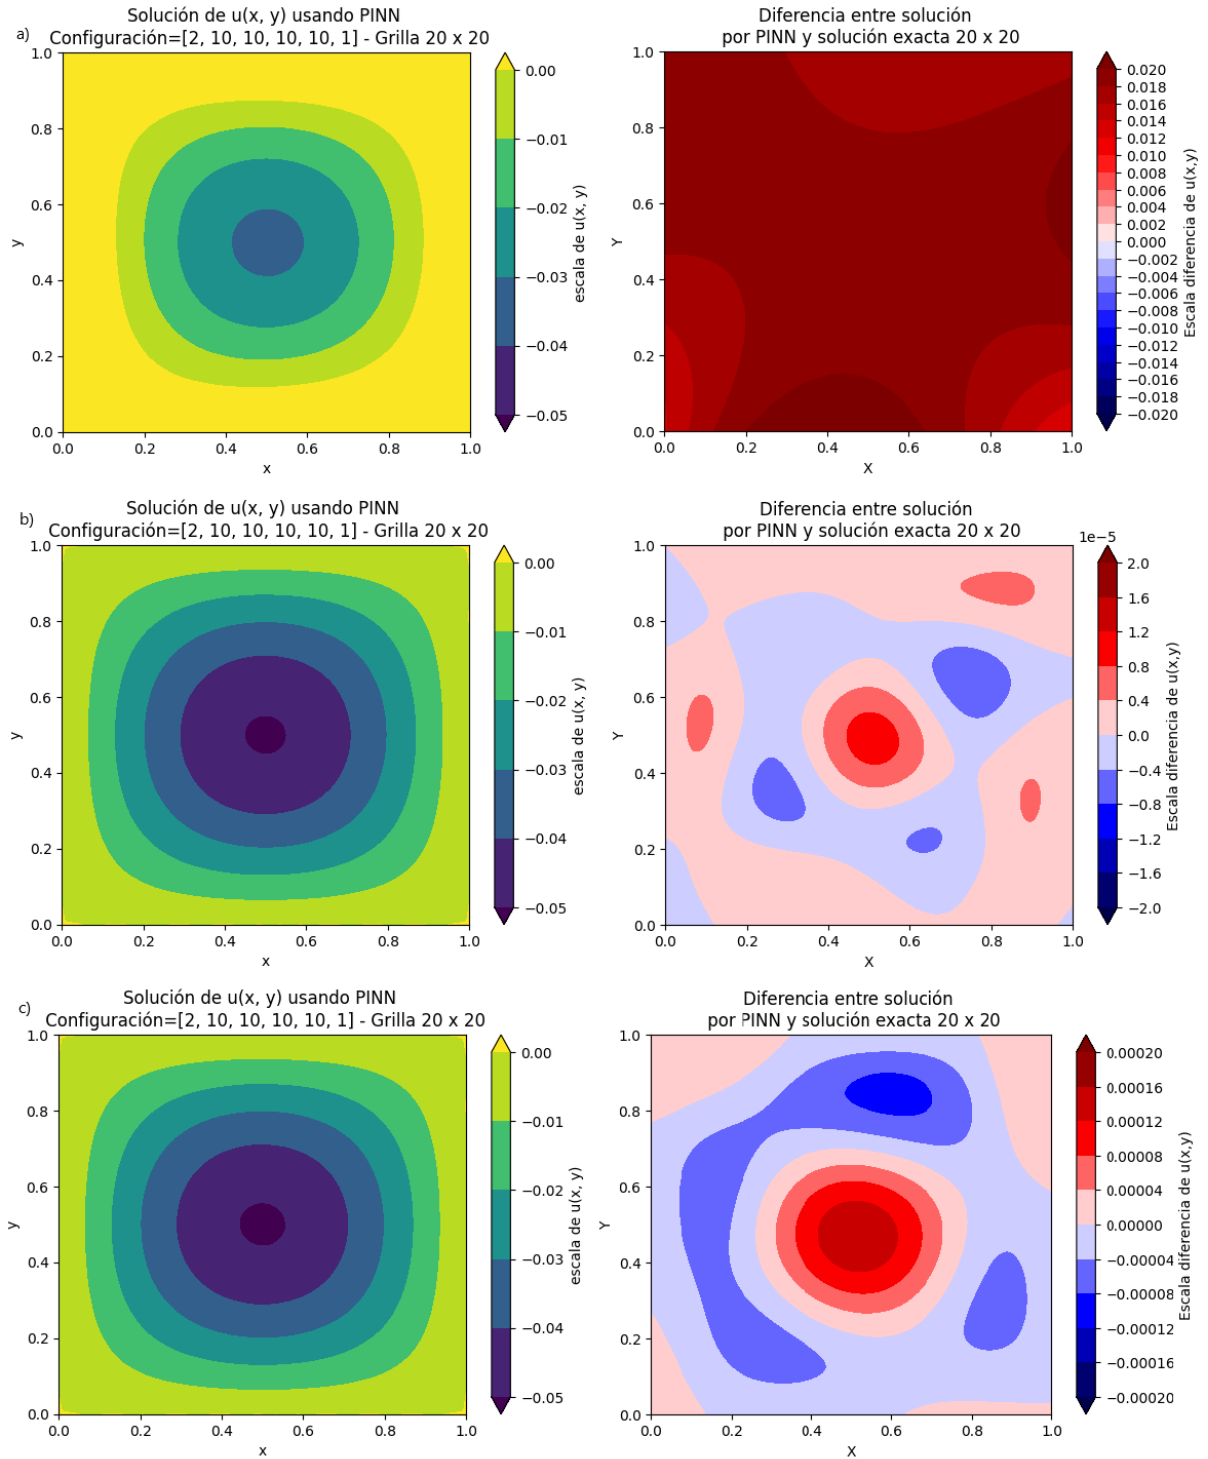 a)
Solución de u(x, y) usando PINN
Configuración=[2, 10, 10, 10, 10, 1] - Grilla 20 x 20
1.0
0.8
0.6
0.4
0.2
0.0
y
0.0 0.2 0.4 0.6 0.8 1.0
x
0.00
−0.01
−0.02
−0.03
−0.04
−0.05
escala de u(x, y)
Diferencia entre solución
por PINN y solución exacta 20 x 20
1.0
0.8
0.6
0.4
0.2
0.0
Y
0.0 0.2 0.4 0.6 0.8 1.0
X
0.020
0.018
0.016
0.014
0.012
0.010
0.008
0.006
0.004
0.002
0.000
−0.002
−0.004
−0.006
−0.008
−0.010
−0.012
−0.014
−0.016
−0.018
−0.020
Escala diferencia de u(x,y)
b)
Solución de u(x, y) usando PINN
Configuración=[2, 10, 10, 10, 10, 1] - Grilla 20 x 20
1.0
0.8
0.6
0.4
0.2
0.0
y
0.0 0.2 0.4 0.6 0.8 1.0
x
0.00
−0.01
−0.02
−0.03
−0.04
−0.05
escala de u(x, y)
Diferencia entre solución
por PINN y solución exacta 20 x 20
1.0
0.8
0.6
0.4
0.2
0.0
Y
0.0 0.2 0.4 0.6 0.8 1.0
X
1e−5
2.0
1.6
1.2
0.8
0.4
0.0
−0.4
−0.8
−1.2
−1.6
−2.0
Escala diferencia de u(x,y)
c)
Solución de u(x, y) usando PINN
Configuración=[2, 10, 10, 10, 10, 1] - Grilla 20 x 20
1.0
0.8
0.6
0.4
0.2
0.0
y
0.0 0.2 0.4 0.6 0.8 1.0
x
0.00
−0.01
−0.02
−0.03
−0.04
−0.05
escala de u(x, y)
Diferencia entre solución
por PINN y solución exacta 20 x 20
1.0
0.8
0.6
0.4
0.2
0.0
Y
0.0 0.2 0.4 0.6 0.8 1.0
X
0.00020
0.00016
0.00012
0.00008
0.00004
0.00000
−0.00004
−0.00008
−0.00012
−0.00016
−0.00020
Escala diferencia de u(x,y)